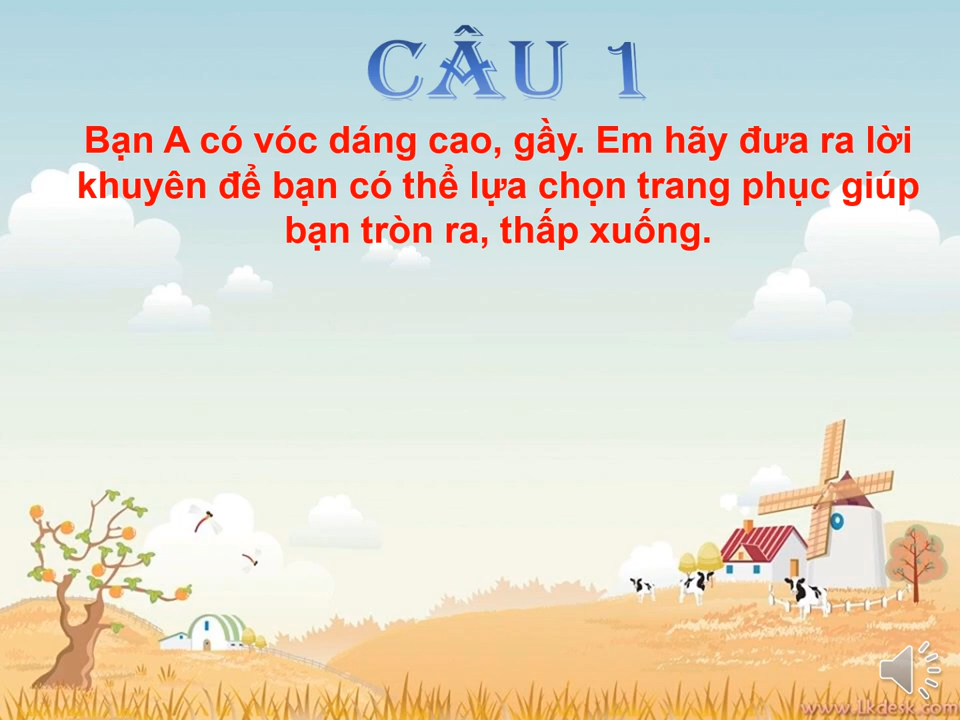 CÂU 1
Bạn A có vóc dáng cao, gầy. Em hãy đưa ra lời
khuyên để bạn có thể lựa chọn trang phục giúp
bạn tròn ra, thấp xuống.
www.1kdesk.com